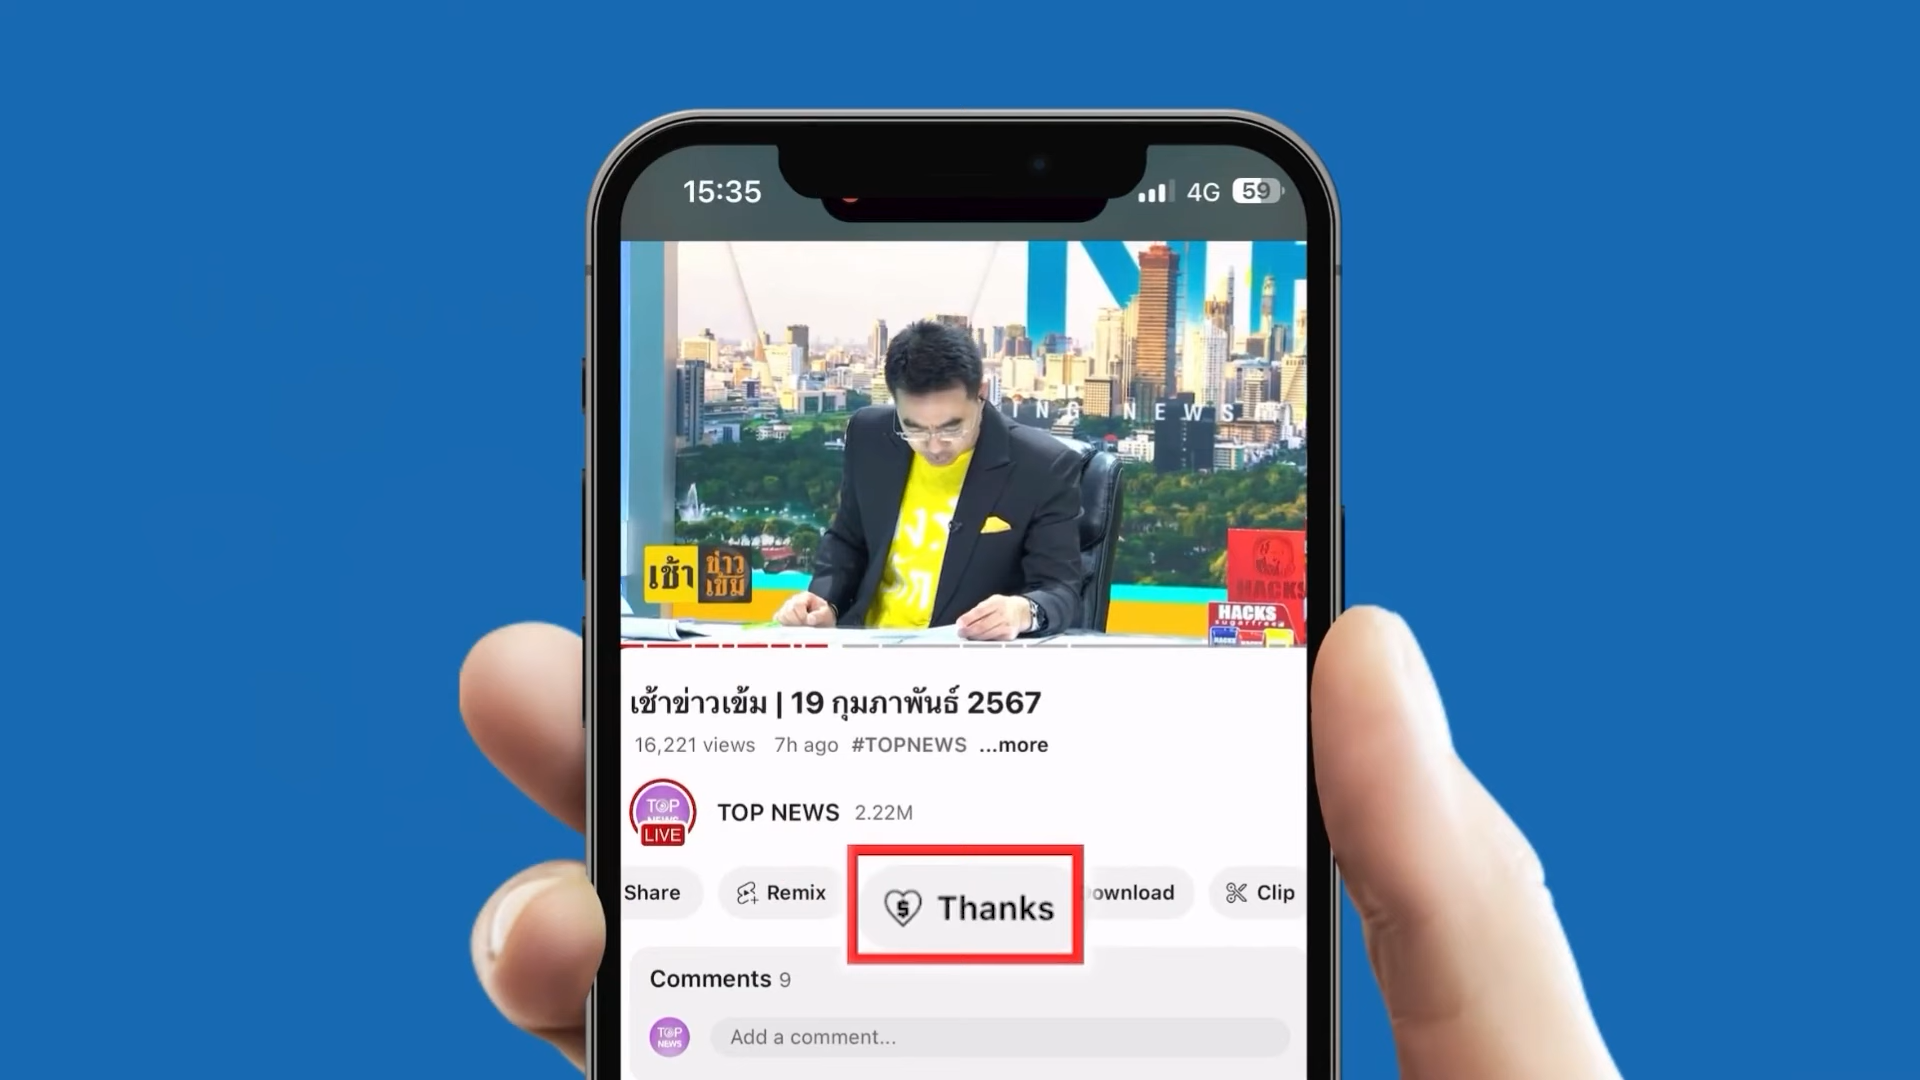 15:35
4G
59
ING NEWS
เช้า
ข่าว
เข้ม
HACKS
HACKS
sugarfree
เช้าข่าวเข้ม | 19 กุมภาพันธ์ 2567
16,221 views 7h ago #TOPNEWS ...more
TOP
NEWS
LIVE
TOP NEWS 2.22M
Share
Remix
Thanks
ownload
Clip
Comments 9
TOP
NEWS
Add a comment...